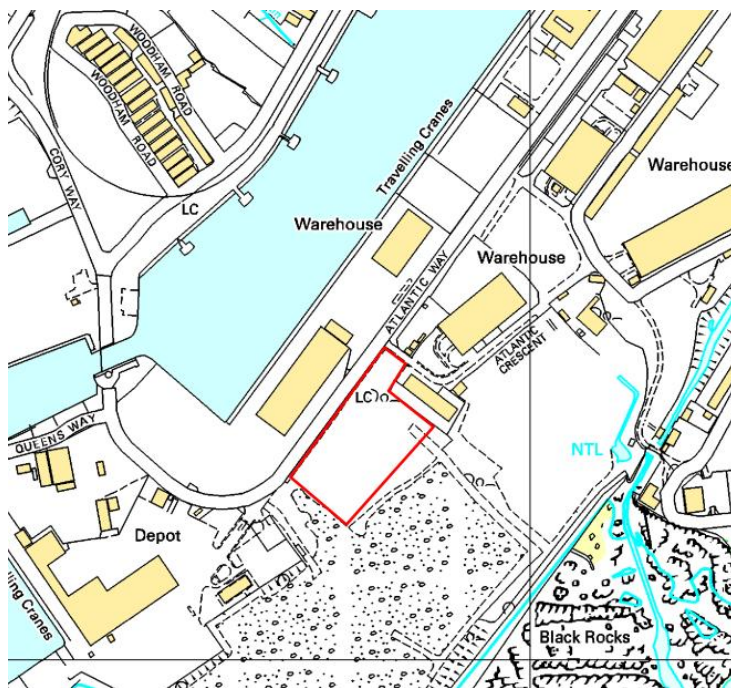 WOODHAM ROAD
WOODHAM ROAD
CORY WAY
LC
Travelling Cranes
Warehouse
Warehouse
Warehouse
ATLANTIC WAY
ATLANTIC
CRESCENT
LC
QUEENS WAY
NTL
Depot
lling Cranes
Black Rocks